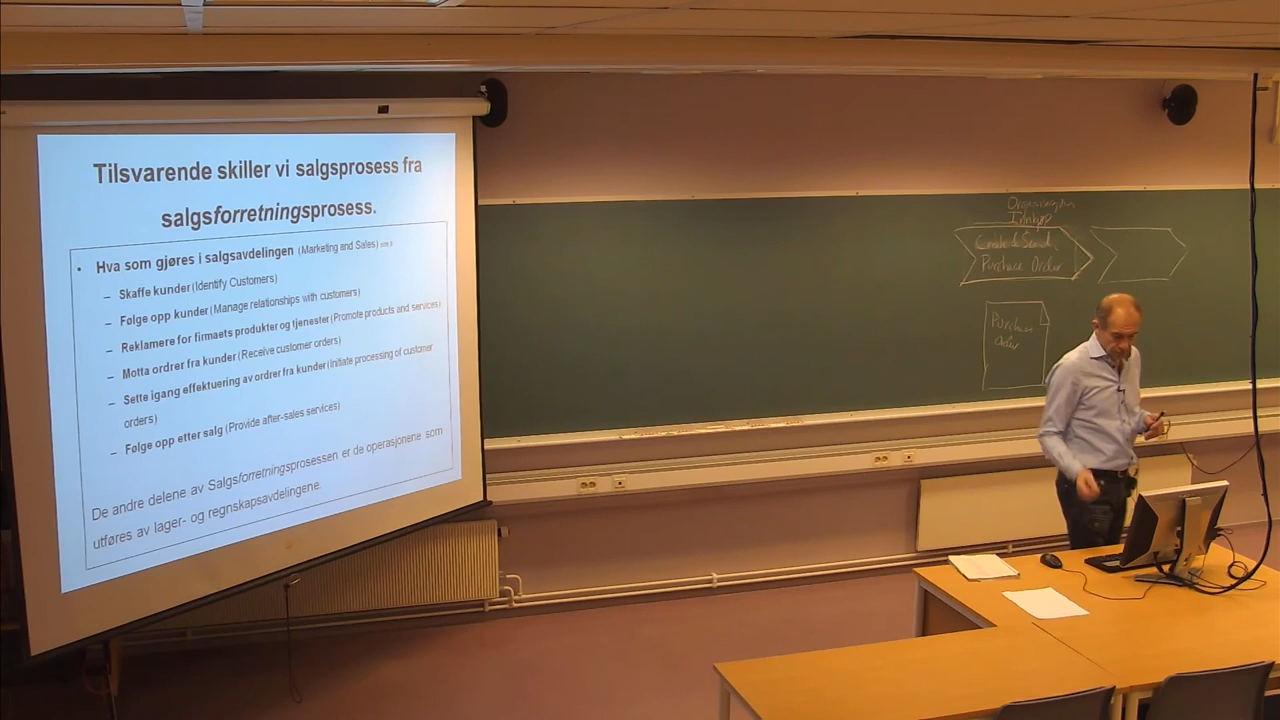 Tilsvarende skiller vi salgsprosess fra
salgsforretningsprosess.
• Hva som gjøres i salgsavdelingen (Marketing and Sales)
– Skaffe kunder (Identify Customers)
– Følge opp kunder (Manage relationships with customers)
– Reklamere for firmaets produkter og tjenester (Promote products and services)
– Motta ordrer fra kunder (Receive customer orders)
– Sette igang effektuering av ordrer fra kunder (Initiate processing of customer
orders)
– Følge opp etter salg (Provide after-sales services)
De andre delene av Salgsforretningsprosessen er de operasjonene som
utføres av lager- og regnskapsavdelingene.
Innkjøp
Create & Send
Purchase Order
Purchase
Order